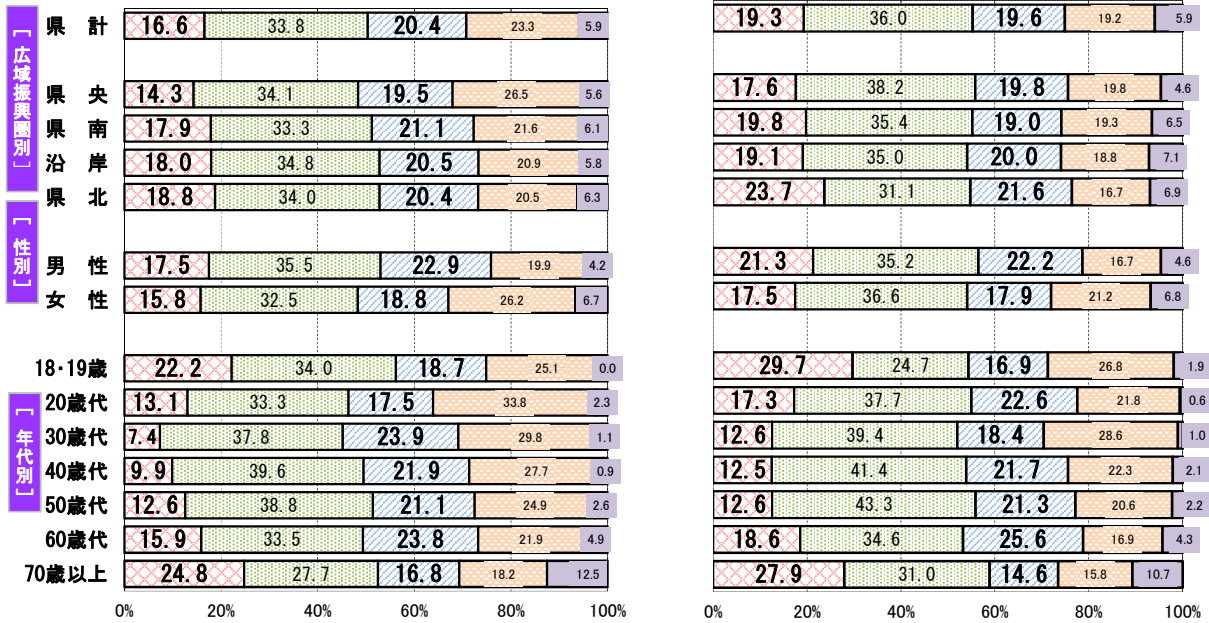 [広域振興圏別]
県 計 16.6 33.8 20.4 23.3 5.9 19.3 36.0 19.6 19.2 5.9
県 央 14.3 34.1 19.5 26.5 5.6 17.6 38.2 19.8 19.8 4.6
県 南 17.9 33.3 21.1 21.6 6.1 19.8 35.4 19.0 19.3 6.5
沿 岸 18.0 34.8 20.5 20.9 5.8 19.1 35.0 20.0 18.8 7.1
県 北 18.8 34.0 20.4 20.5 6.3 23.7 31.1 21.6 16.7 6.9
[性別]
男 性 17.5 35.5 22.9 19.9 4.2 21.3 35.2 22.2 16.7 4.6
女 性 15.8 32.5 18.8 26.2 6.7 17.5 36.6 17.9 21.2 6.8
18・19歳 22.2 34.0 18.7 25.1 0.0 29.7 24.7 16.9 26.8 1.9
[年代別]
20歳代 13.1 33.3 17.5 33.8 2.3 17.3 37.7 22.6 21.8 0.6
30歳代 7.4 37.8 23.9 29.8 1.1 12.6 39.4 18.4 28.6 1.0
40歳代 9.9 39.6 21.9 27.7 0.9 12.5 41.4 21.7 22.3 2.1
50歳代 12.6 38.8 21.1 24.9 2.6 12.6 43.3 21.3 20.6 2.2
60歳代 15.9 33.5 23.8 21.9 4.9 18.6 34.6 25.6 16.9 4.3
70歳以上 24.8 27.7 16.8 18.2 12.5 27.9 31.0 14.6 15.8 10.7
0% 20% 40% 60% 80% 100% 0% 20% 40% 60% 80% 100%